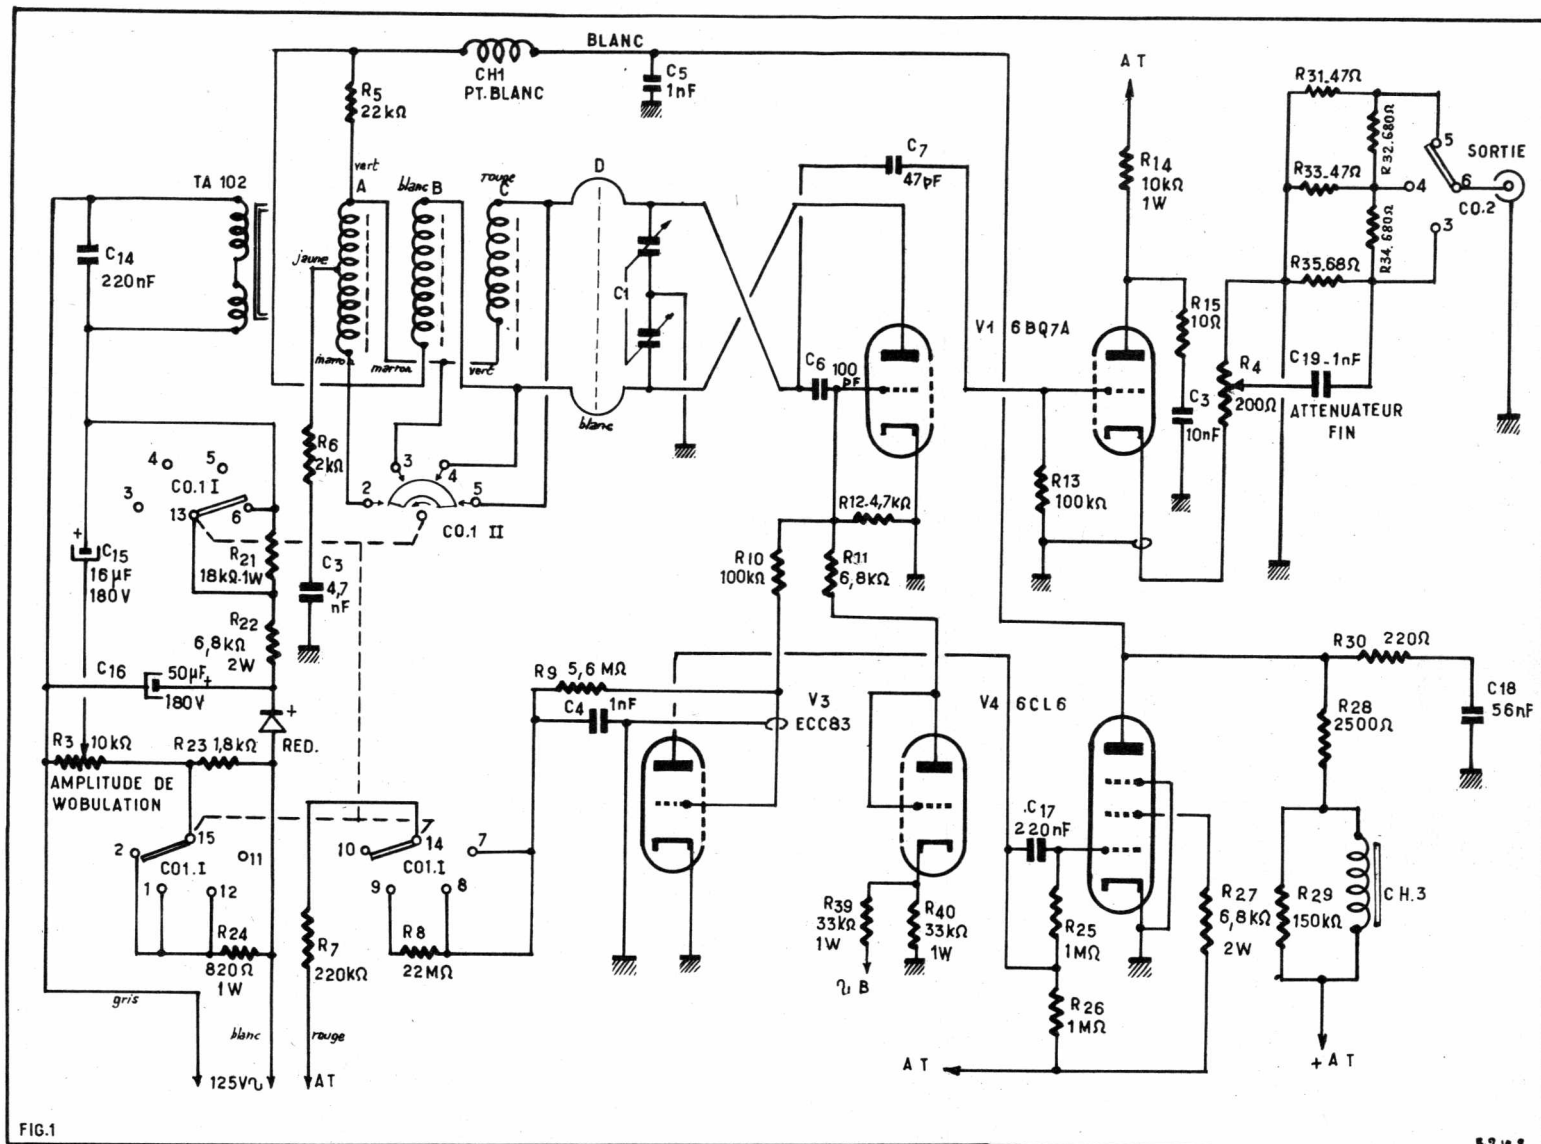 BLANC
CH1
PT.BLANC
C5
1nF
R5
22kΩ
vert
A
blanc B
rouge
C
D
C7
47pF
AT
R14
10kΩ
1W
R31.47Ω
R32.680Ω
R33.47Ω
R34.680Ω
R35.68Ω
5
4
6
3
SORTIE
CO.2
TA 102
C14
220nF
jaune
marron
marron
vert
C1
blanc
C6
100
pF
V1
6BQ7A
R15
10Ω
C3
10nF
R4
200Ω
C19-1nF
ATTENUATEUR
FIN
R6
2kΩ
3
4
2
5
CO.1 II
4
5
3
CO.1 I
13
6
R21
18kΩ.1W
C15
16µF
180V
+
C3
4,7
nF
R22
6,8kΩ
2W
C16
50µF
+
180V
+
RED.
R3
10kΩ
R23
1,8kΩ
AMPLITUDE DE
WOBULATION
R12.4,7kΩ
R13
100kΩ
R10
100kΩ
R11
6,8kΩ
R9
5,6MΩ
C4
1nF
V3
ECC83
V4
6CL6
R30
220Ω
R28
2500Ω
C18
56nF
2
15
CO1.I
11
1
12
R24
820Ω
1W
10
14
7
CO1.I
9
8
R8
22MΩ
R7
220kΩ
C17
220nF
R39
33kΩ
1W
R40
33kΩ
1W
R25
1MΩ
R26
1MΩ
R27
6,8kΩ
2W
R29
150kΩ
CH.3
gris
blanc
rouge
125V∿
AT
∿ B
AT
+ AT
FIG.1